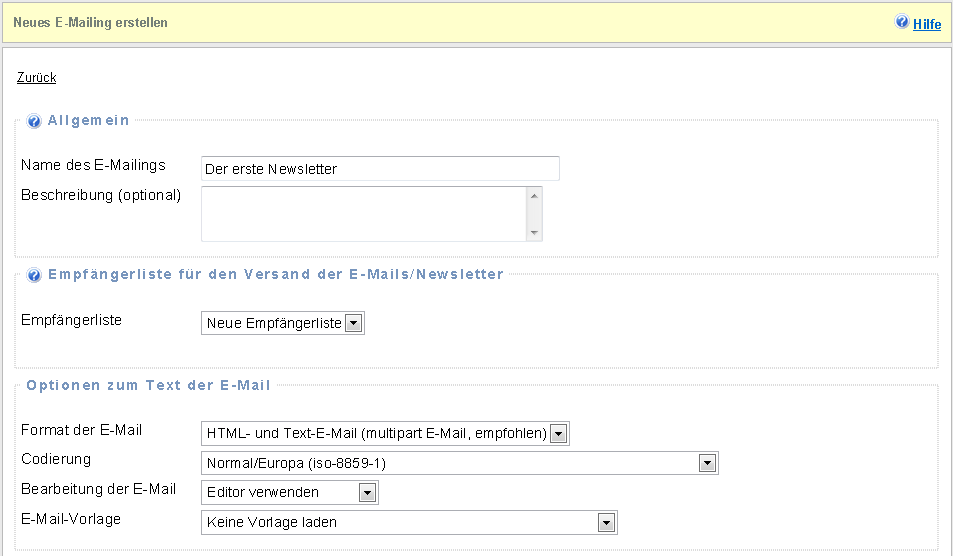 Neues E-Mailing erstellen
Hilfe
Zurück
Allgemein
Name des E-Mailings Der erste Newsletter
Beschreibung (optional)
Empfängerliste für den Versand der E-Mails/Newsletter
Empfängerliste Neue Empfängerliste
Optionen zum Text der E-Mail
Format der E-Mail HTML- und Text-E-Mail (multipart E-Mail, empfohlen)
Codierung Normal/Europa (iso-8859-1)
Bearbeitung der E-Mail Editor verwenden
E-Mail-Vorlage Keine Vorlage laden